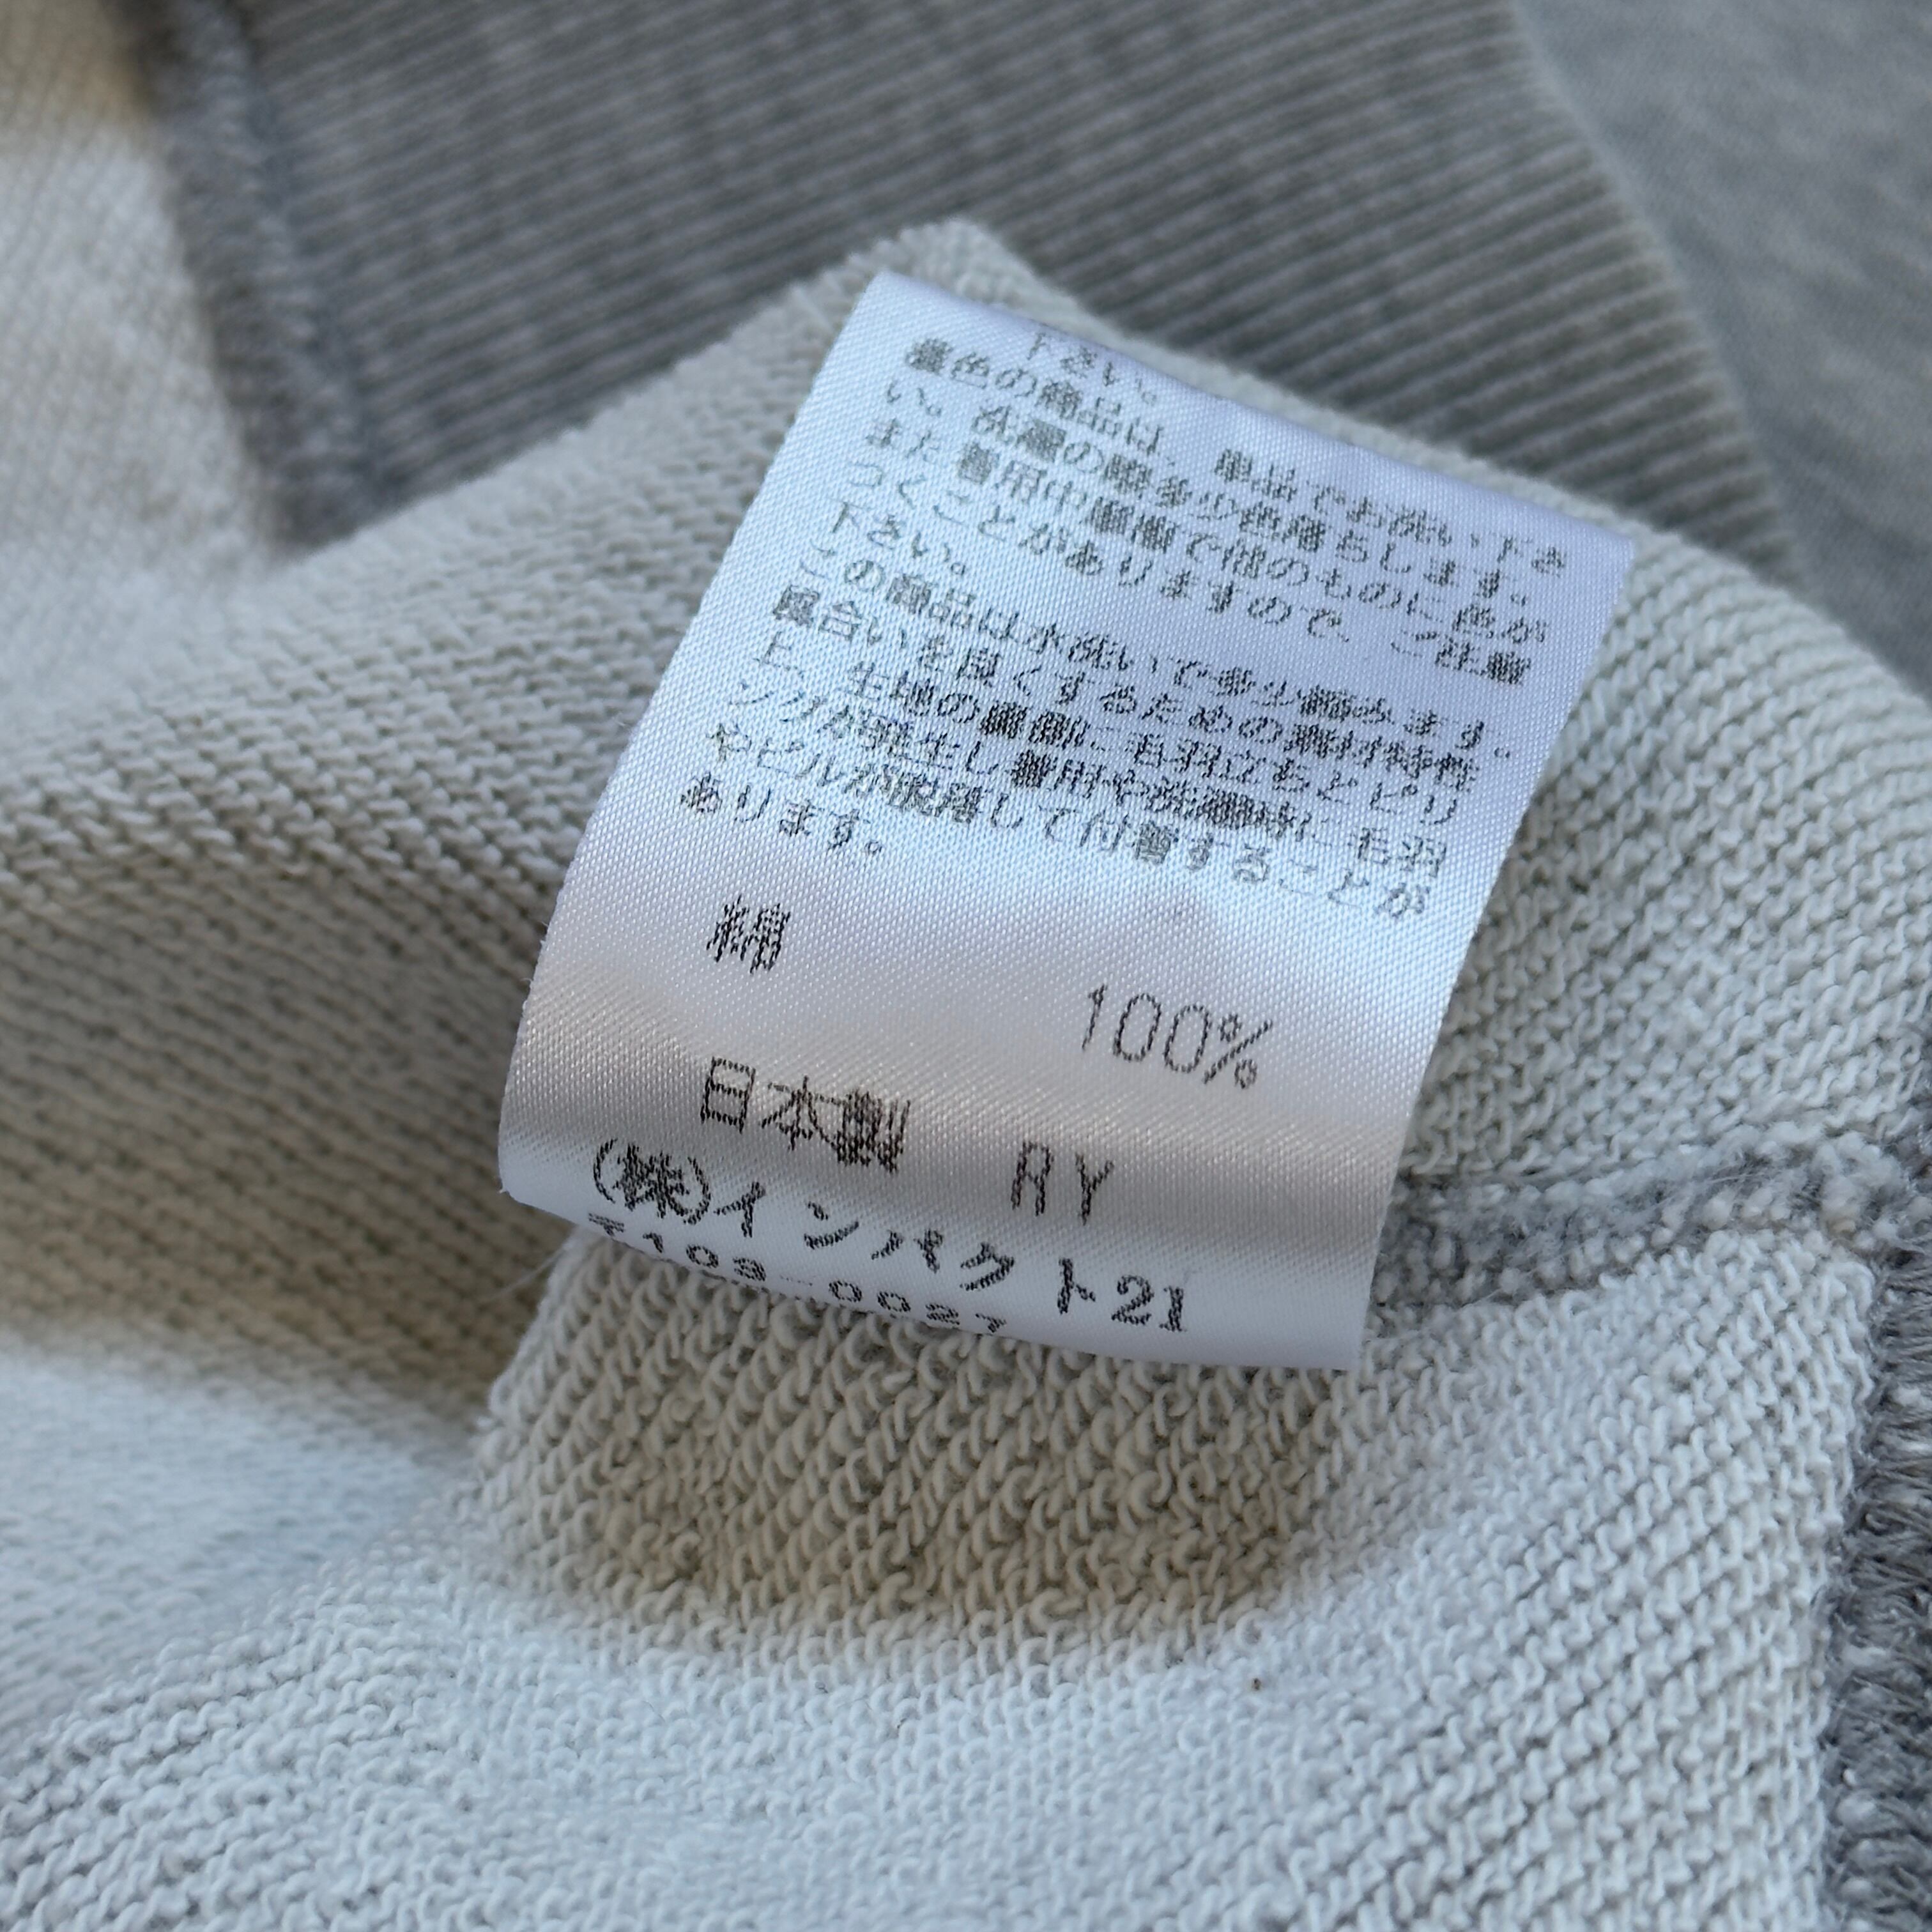 下さい。
濃色の商品は、単品でお洗い下さ
い。洗濯の際多少色落ちします。
また着用中摩擦で他のものに色が
つくことがありますので、ご注意
下さい。
この商品は水洗いで多少縮みます。
風合いを良くするための素材特性
上、生地の裏側に毛羽立ちとピリ
ングが発生し着用や洗濯時に毛羽
やピルが脱落して付着することが
あります。
綿 100%
日本製 RY
(株)インパクト21
〒103-0027